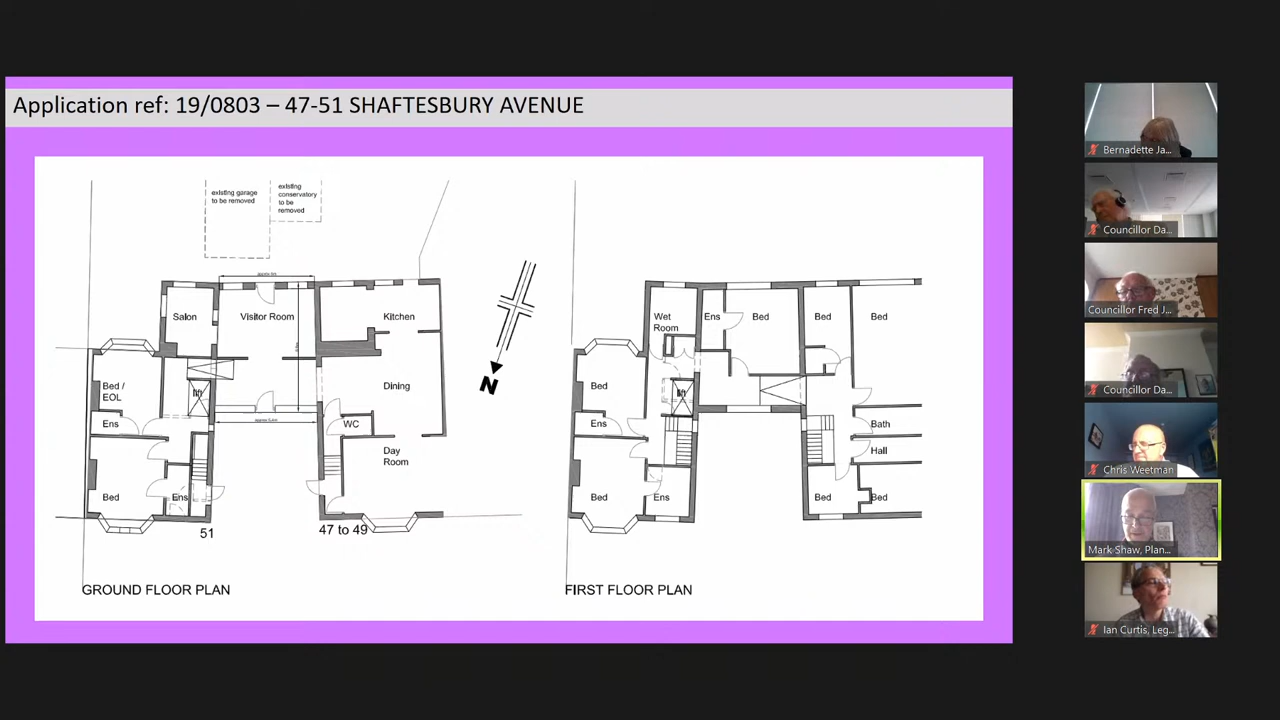 Application ref: 19/0803 – 47-51 SHAFTESBURY AVENUE
existing garage
to be removed
existing
conservatory
to be
removed
Salon
Visitor Room
Kitchen
Bed /
EOL
lift
Dining
Ens
WC
Day
Room
Bed
Ens
51
47 to 49
GROUND FLOOR PLAN
N
Wet
Room
Ens
Bed
Bed
Bed
Bed
lift
Ens
Bath
Hall
Bed
Ens
Bed
Bed
FIRST FLOOR PLAN
Bernadette Ja...
Councillor Da...
Councillor Fred J...
Councillor Da...
Chris Weetman
Mark Shaw, Plan...
Ian Curtis, Leg...